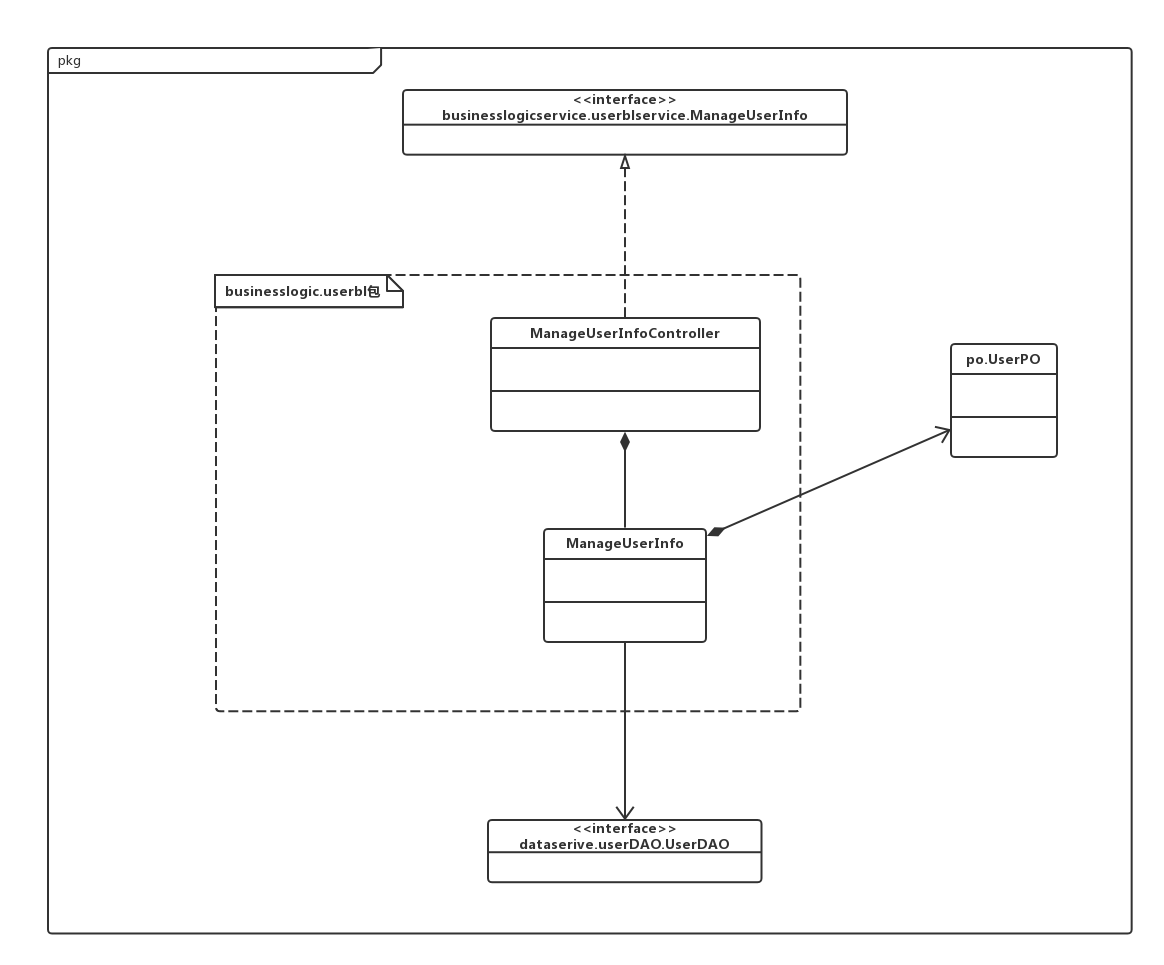 pkg
<<interface>>
businesslogicservice.userblservice.ManageUserInfo
businesslogic.userbl包
ManageUserInfoController
po.UserPO
ManageUserInfo
<<interface>>
dataserive.userDAO.UserDAO